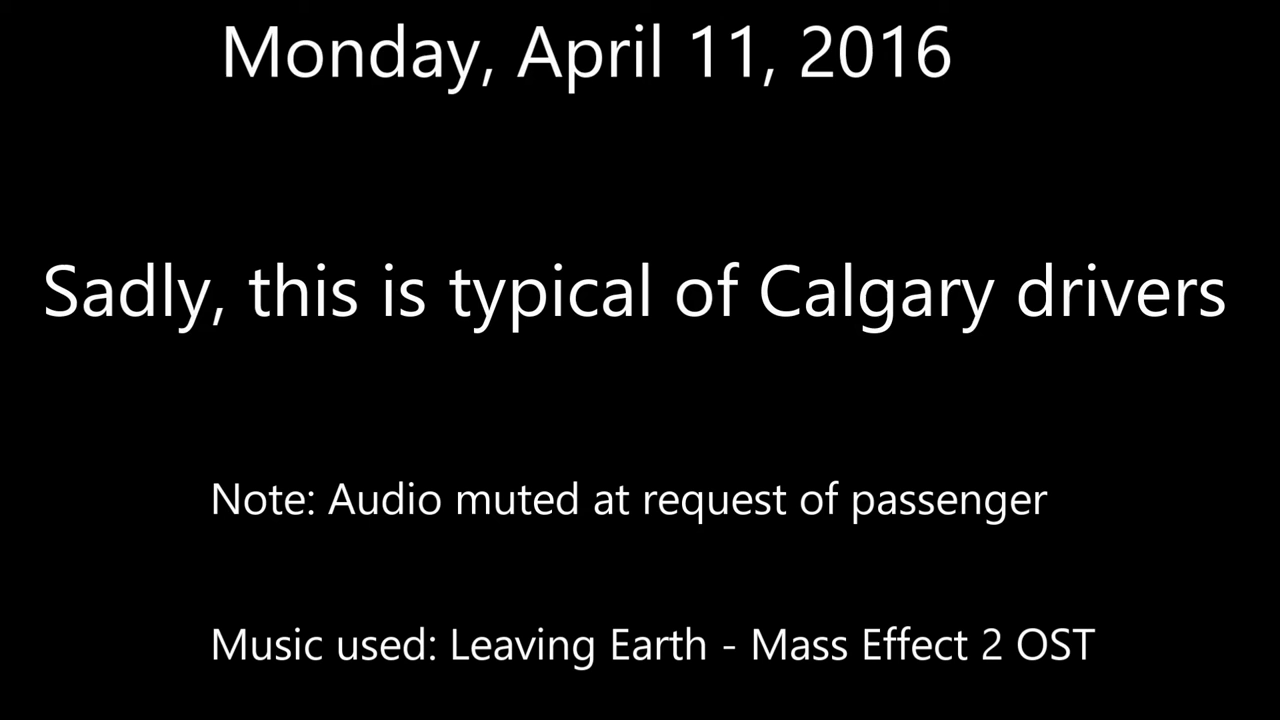 Monday, April 11, 2016
Sadly, this is typical of Calgary drivers
Note: Audio muted at request of passenger
Music used: Leaving Earth - Mass Effect 2 OST